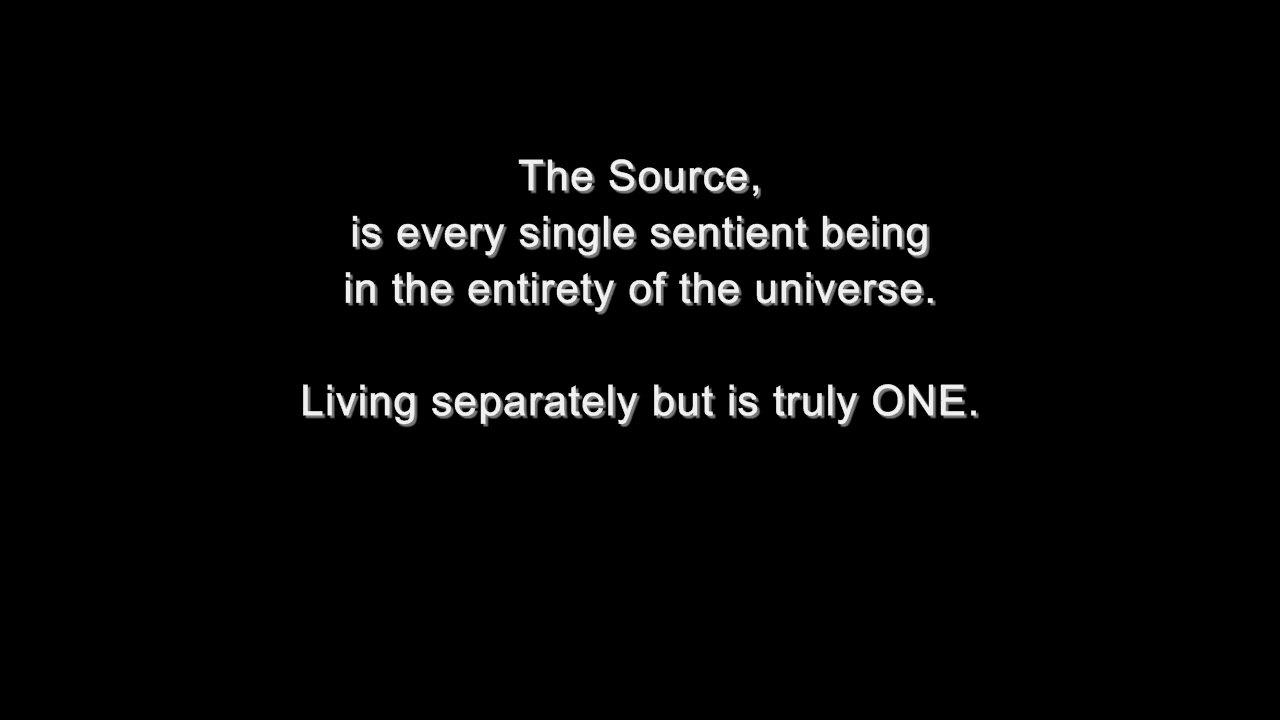 The Source,
is every single sentient being
in the entirety of the universe.
Living separately but is truly ONE.